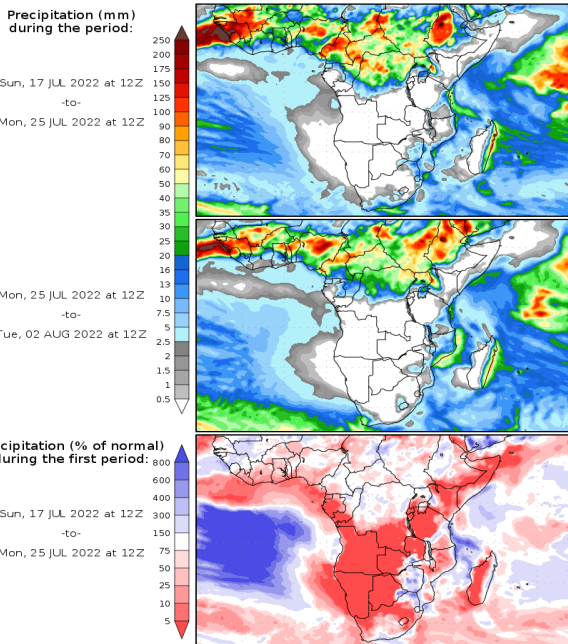 Precipitation (mm)
during the period:
Sun, 17 JUL 2022 at 12Z
-to-
Mon, 25 JUL 2022 at 12Z
250
200
175
150
125
100
90
80
70
60
50
40
35
30
25
20
16
13
10
7.5
5
2.5
2
1.5
1
0.5
Mon, 25 JUL 2022 at 12Z
-to-
Tue, 02 AUG 2022 at 12Z
cipitation (% of normal)
during the first period:
800
600
400
300
150
75
50
25
10
5
Sun, 17 JUL 2022 at 12Z
-to-
Mon, 25 JUL 2022 at 12Z